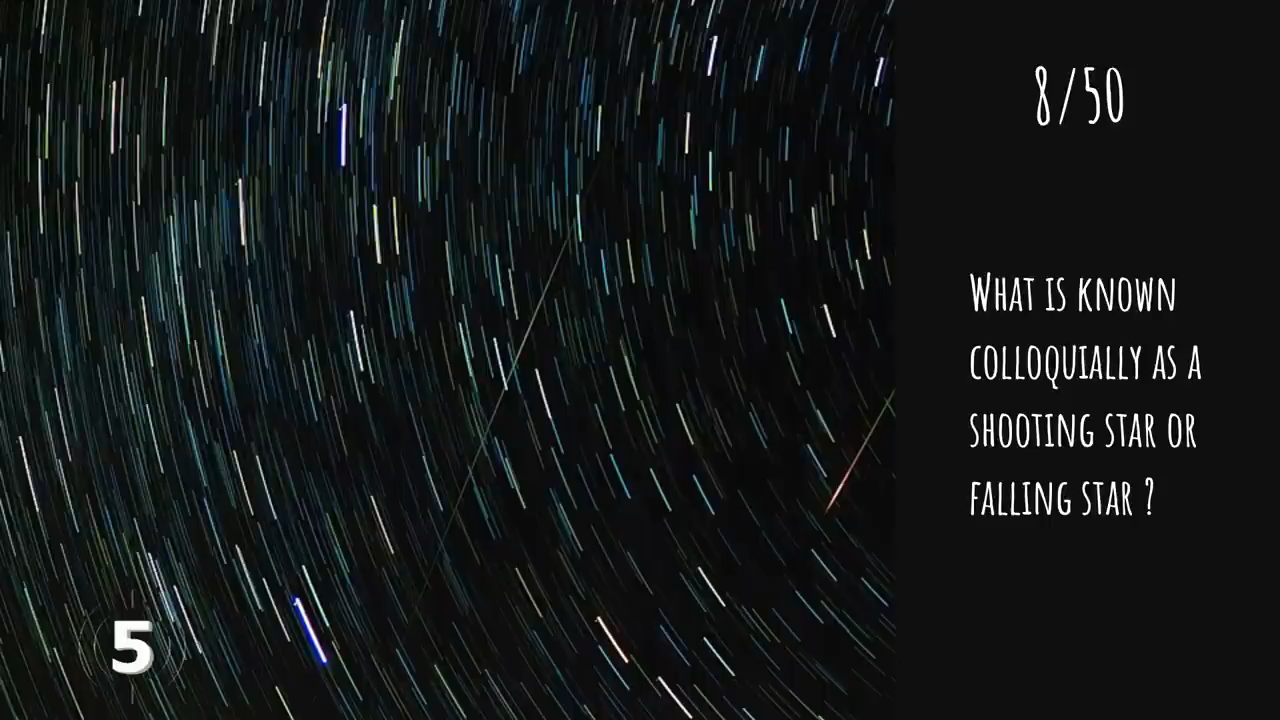 8/50
What is known
colloquially as a
shooting star or
falling star ?
5